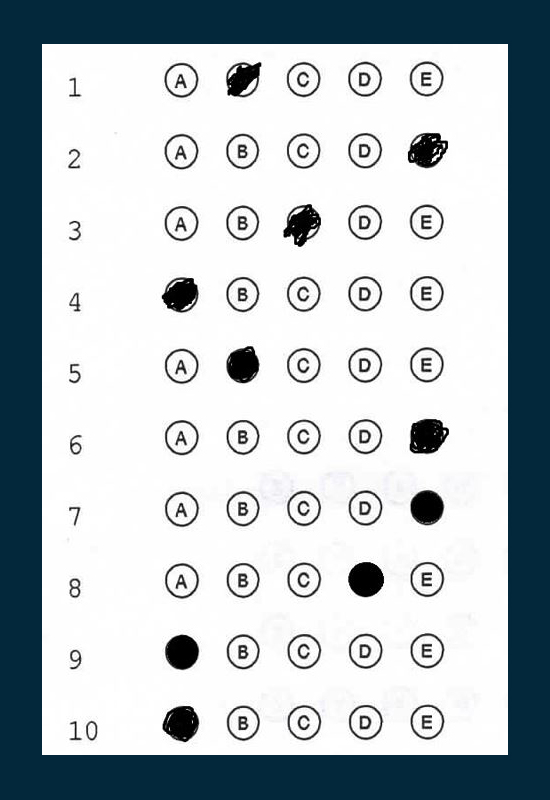 1 A C D E
2 A B C D
3 A B D E
4 B C D E
5 A C D E
6 A B C D
7 A B C D
8 A B C E
9 B C D E
10 B C D E